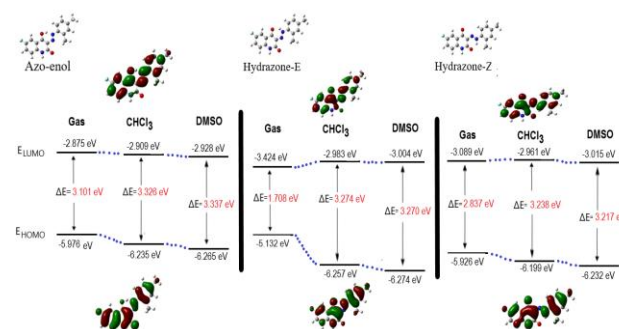 Azo-enol
Hydrazone-E
Hydrazone-Z
Gas CHCl₃ DMSO
Gas CHCl₃ DMSO
Gas CHCl₃ DMSO
E_LUMO
-2.875 eV -2.909 eV -2.928 eV
-3.424 eV -2.983 eV -3.004 eV
-3.089 eV -2.961 eV -3.015 eV
ΔE=3.101 eV ΔE=3.326 eV ΔE=3.337 eV
ΔE=1.708 eV ΔE=3.274 eV ΔE=3.270 eV
ΔE=2.837 eV ΔE=3.238 eV ΔE=3.217 eV
E_HOMO
-5.976 eV -6.235 eV -6.265 eV
-5.132 eV -6.257 eV -6.274 eV
-5.926 eV -6.199 eV -6.232 eV